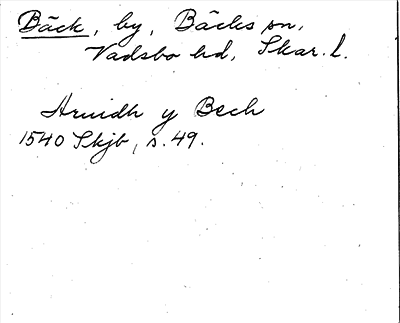 Bäck, by, Bäcks sn,
Vadsbo hd, Skar. l.
Arnidh y Bech
1540 Skjb, s. 49.